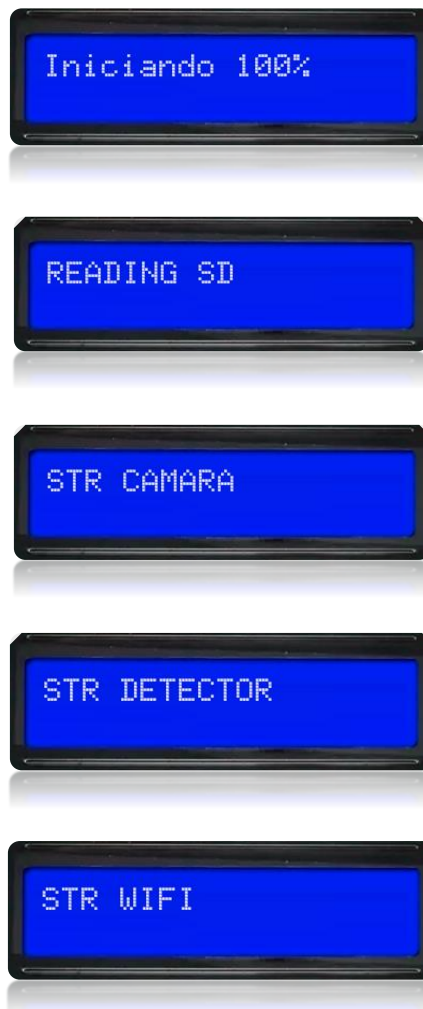 Iniciando 100%
READING SD
STR CAMARA
STR DETECTOR
STR WIFI